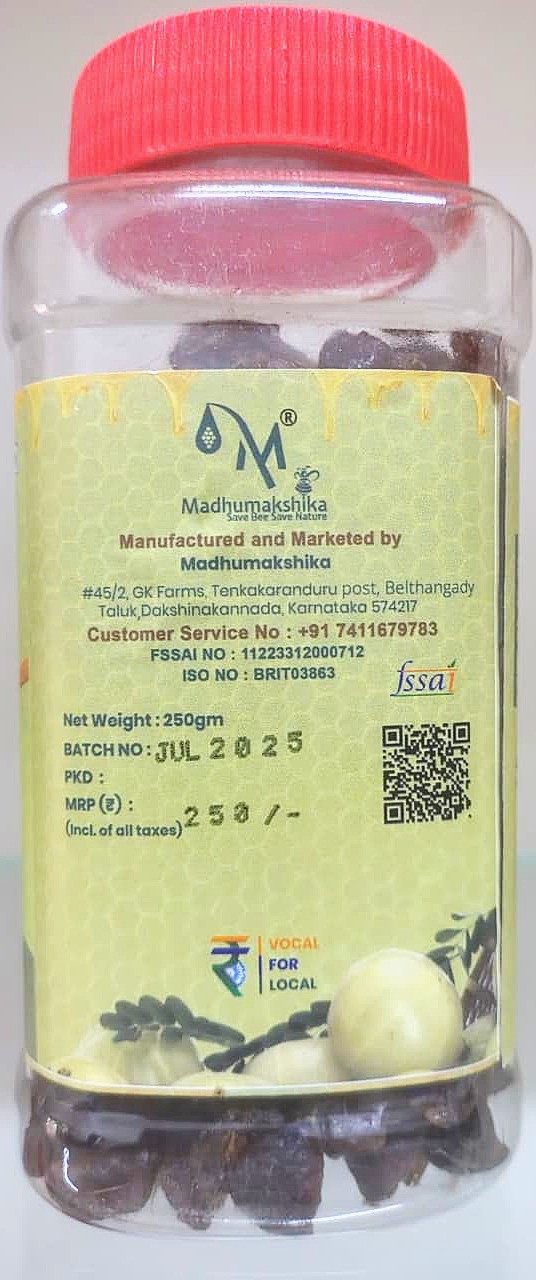 M®
Madhumakshika
Save Bee Save Nature
Manufactured and Marketed by
Madhumakshika
#45/2, GK Farms, Tenkakaranduru post, Belthangady
Taluk,Dakshinakannada, Karnataka 574217
Customer Service No : +91 7411679783
FSSAI NO : 11223312000712
ISO NO : BRIT03863
fssai
Net Weight : 250gm
BATCH NO : JUL 2025
PKD :
MRP (₹) :
(Incl. of all taxes) 250/-
₹ VOCAL
FOR
LOCAL